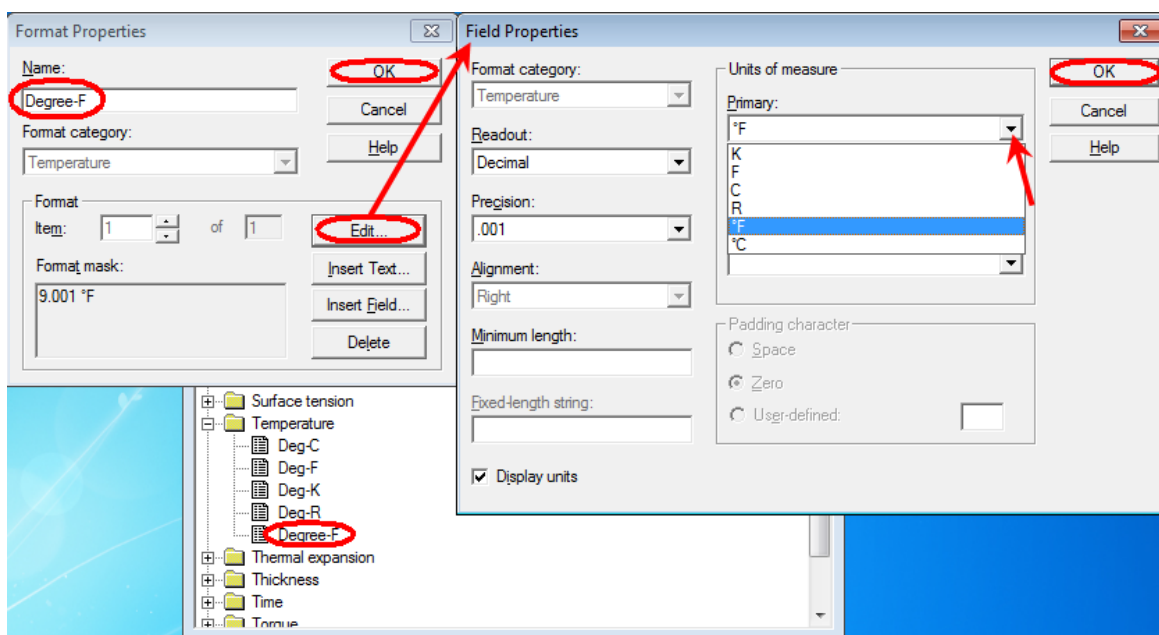 Format Properties
Name:
OK
Degree-F
Cancel
Format category:
Help
Temperature
Format
Item: 1 of 1
Edit...
Format mask:
Insert Text...
9.001 °F
Insert Field...
Delete
Field Properties
Format category:
Temperature
Readout:
Decimal
Precision:
.001
Alignment:
Right
Minimum length:
Fixed-length string:
Display units
Units of measure
Primary:
°F
K
F
C
R
°F
°C
Padding character
Space
Zero
User-defined:
OK
Cancel
Help
Surface tension
Temperature
Deg-C
Deg-F
Deg-K
Deg-R
Degree-F
Thermal expansion
Thickness
Time
Torque